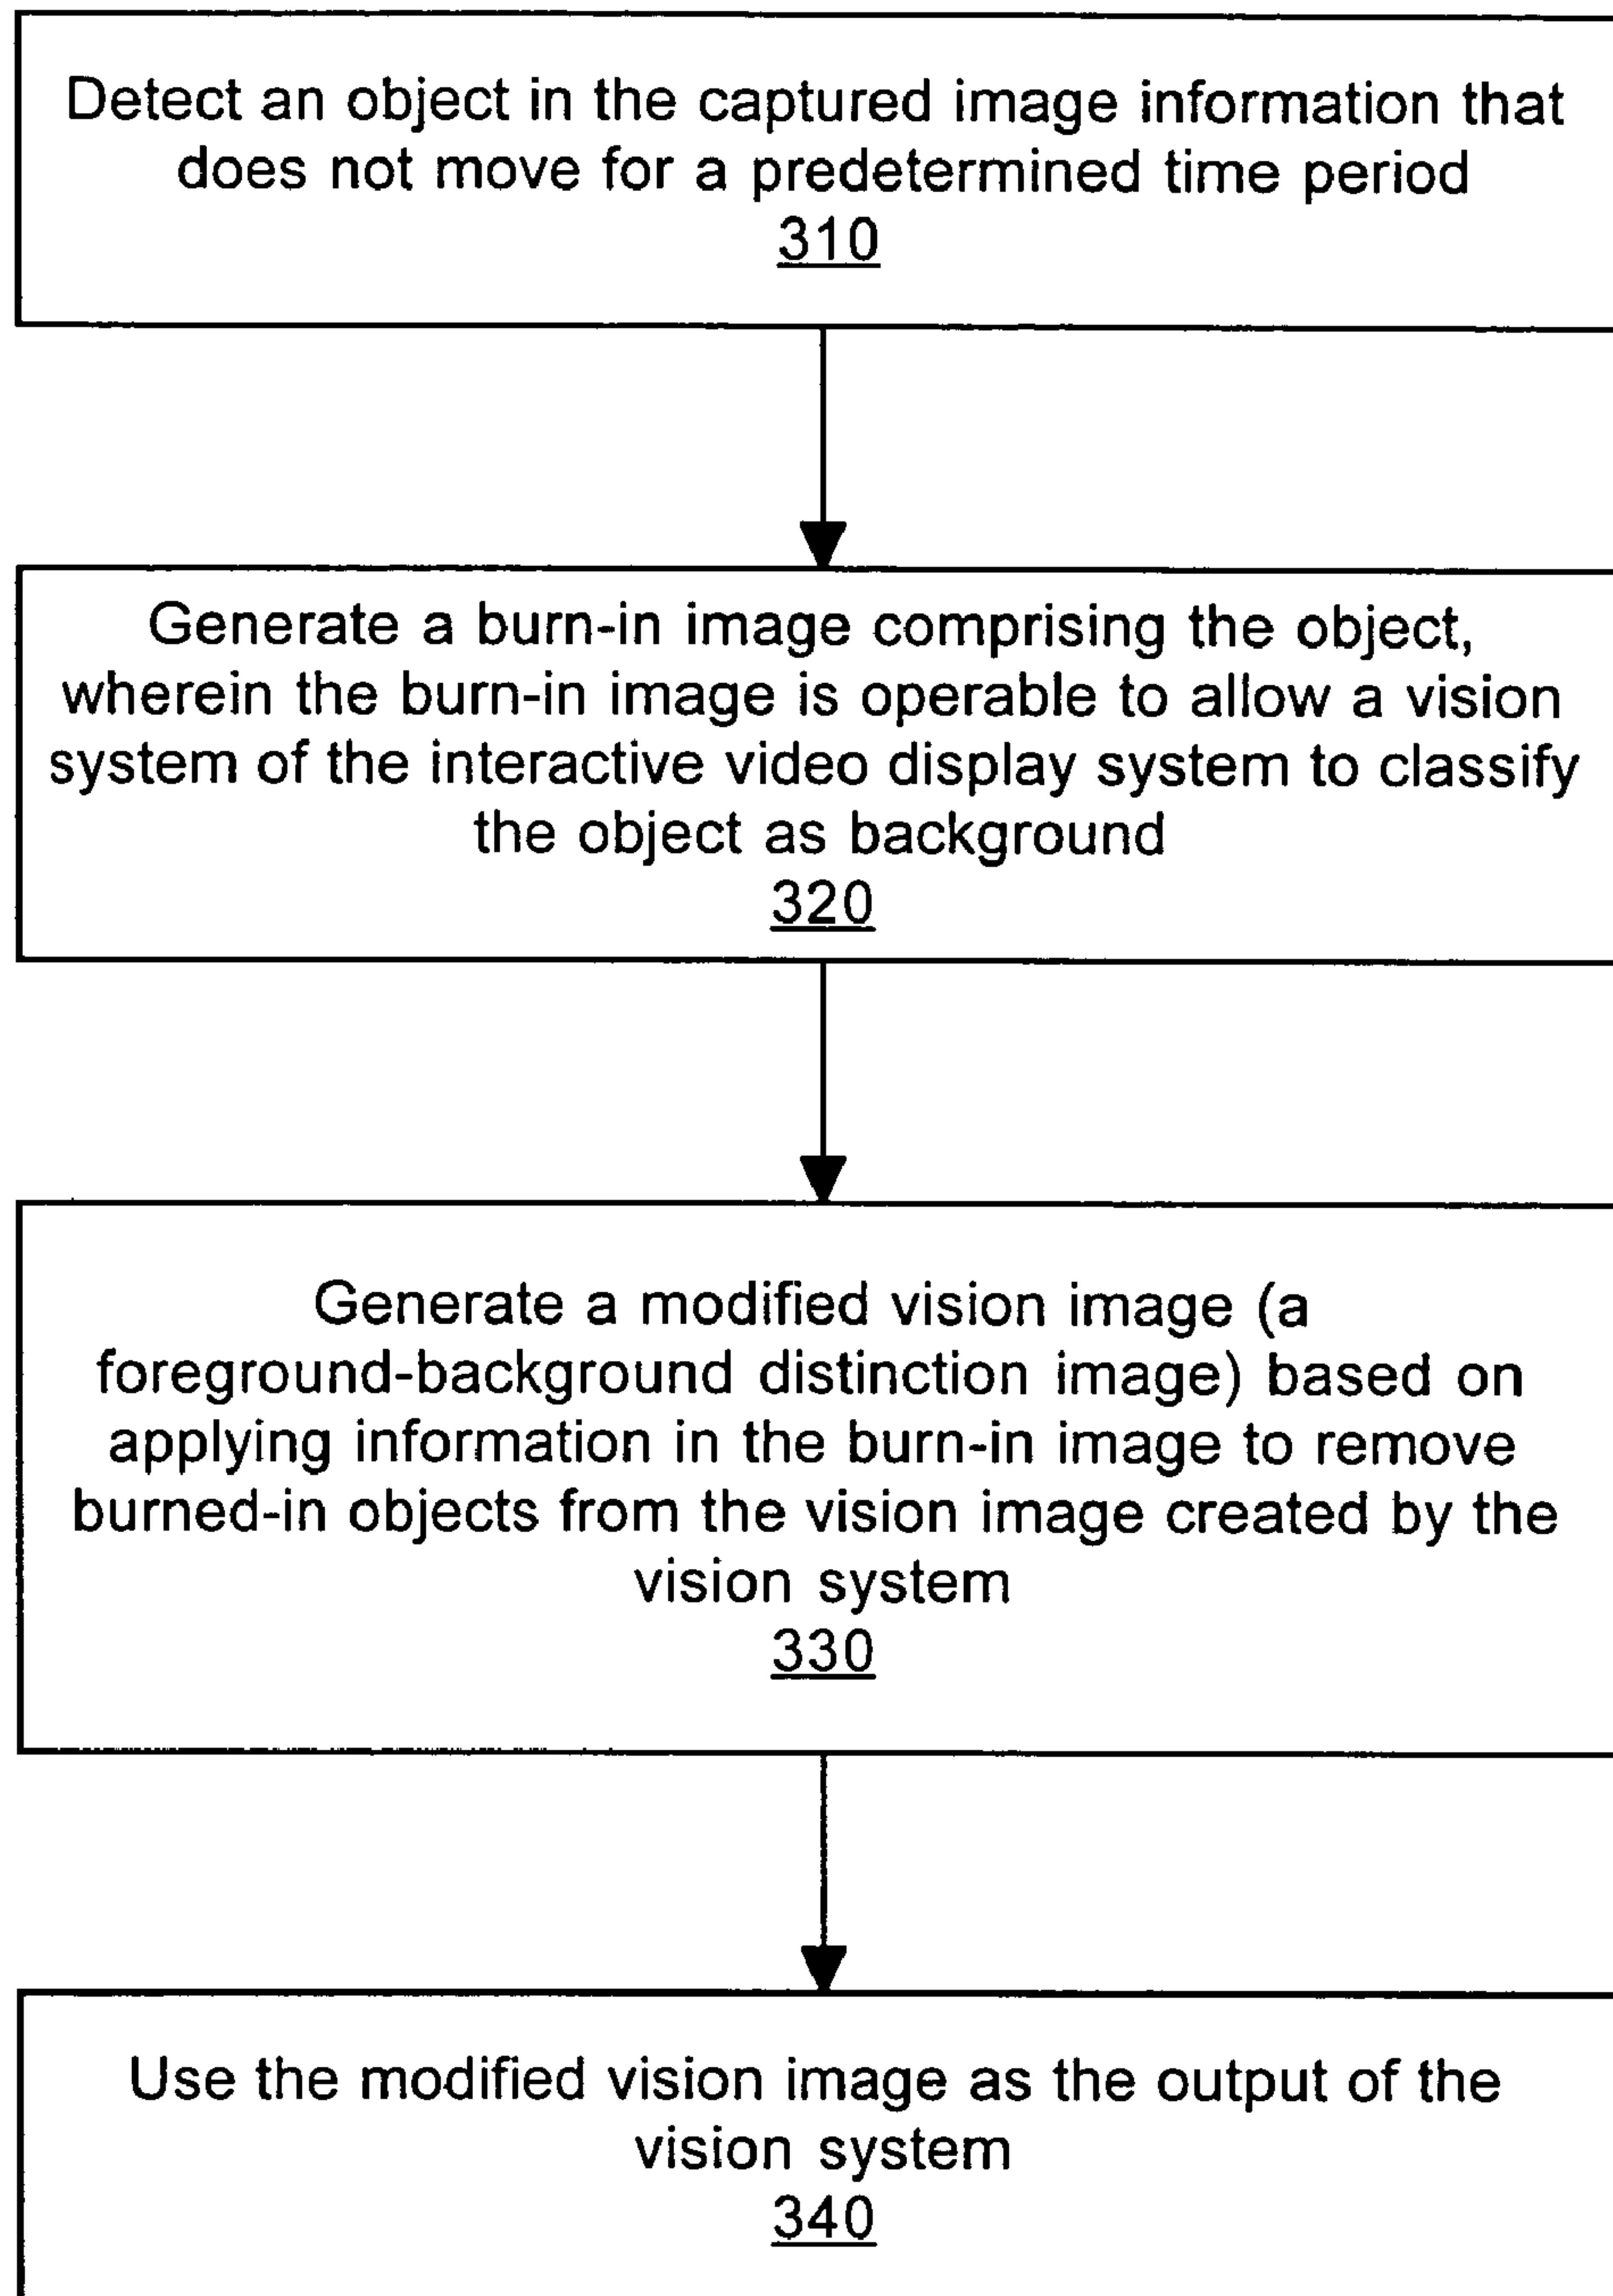 Detect an object in the captured image information that
does not move for a predetermined time period
310
Generate a burn-in image comprising the object,
wherein the burn-in image is operable to allow a vision
system of the interactive video display system to classify
the object as background
320
Generate a modified vision image (a
foreground-background distinction image) based on
applying information in the burn-in image to remove
burned-in objects from the vision image created by the
vision system
330
Use the modified vision image as the output of the
vision system
340